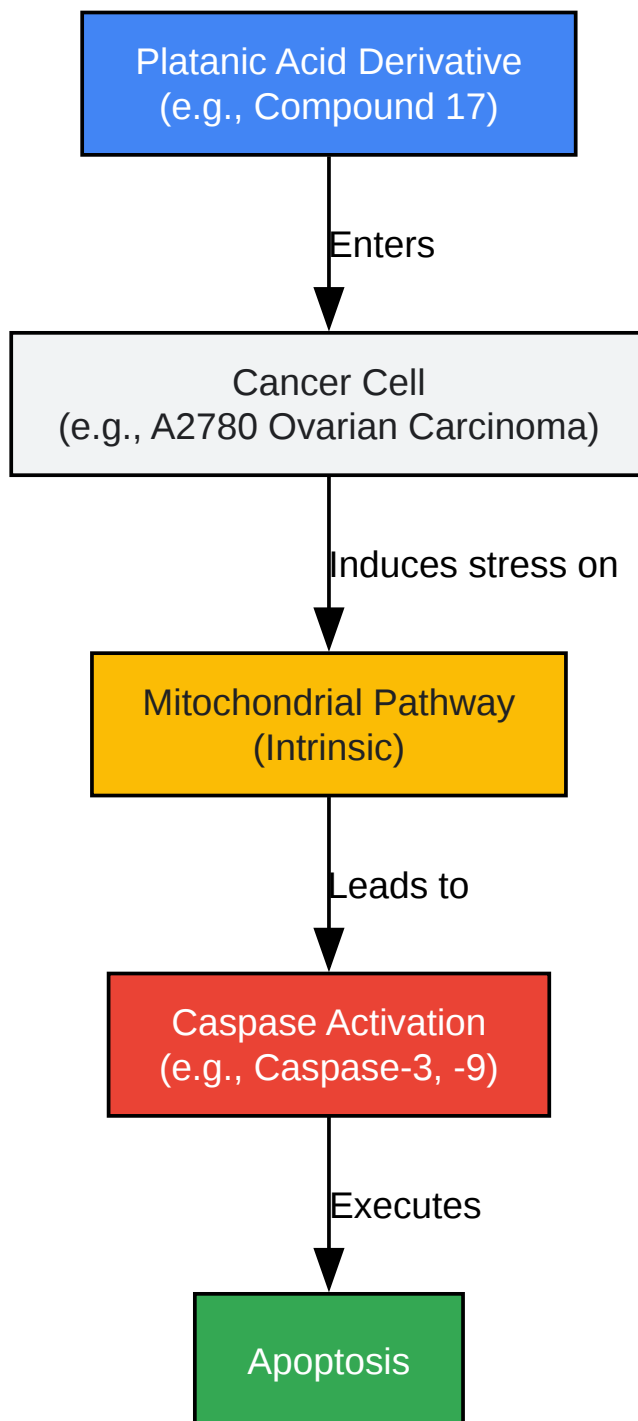 Platanic Acid Derivative
(e.g., Compound 17)
Enters
Cancer Cell
(e.g., A2780 Ovarian Carcinoma)
Induces stress on
Mitochondrial Pathway
(Intrinsic)
Leads to
Caspase Activation
(e.g., Caspase-3, -9)
Executes
Apoptosis